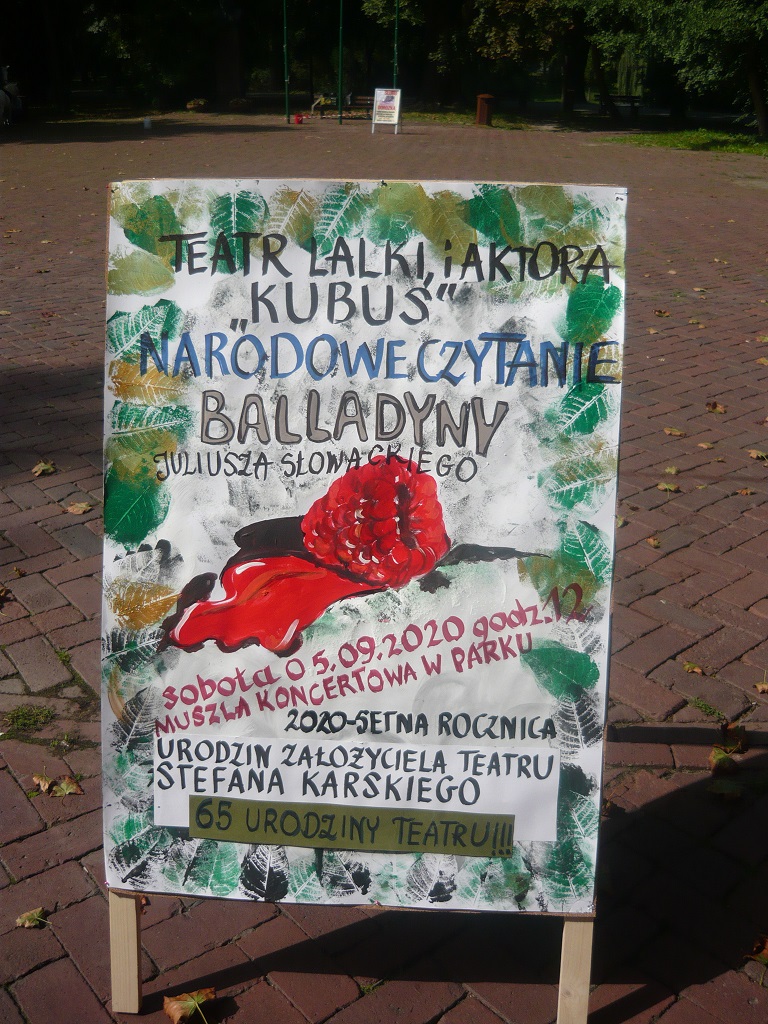 TEATR LALKI i AKTORA
„KUBUŚ"
NARODOWE CZYTANIE
BALLADYNY
JULIUSZA SŁOWACKIEGO
sobota 05.09.2020 godz.12
MUSZLA KONCERTOWA W PARKU
2020-SETNA ROCZNICA
URODZIN ZAŁOŻYCIELA TEATRU
STEFANA KARSKIEGO
65 URODZINY TEATRU!!!